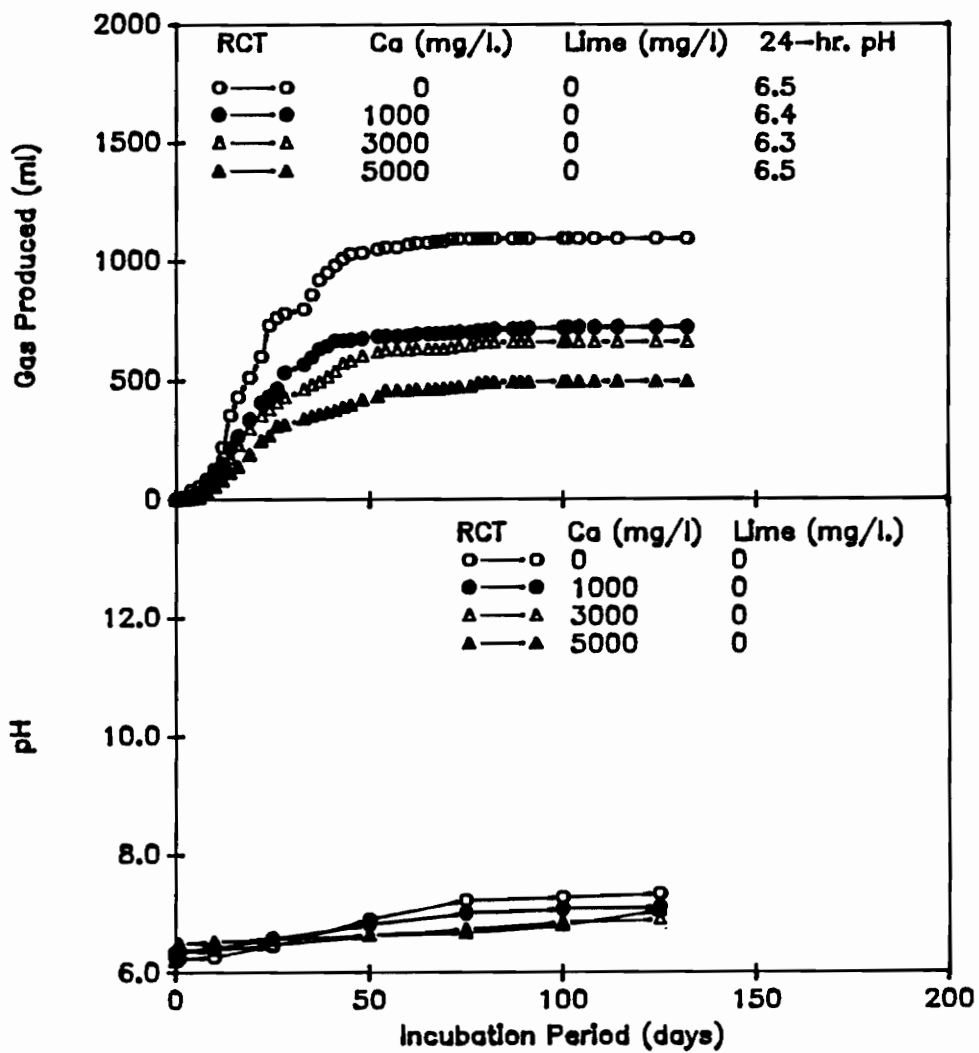 2000
RCT Ca (mg/l.) Lime (mg/l) 24-hr. pH
0 0 6.5
1000 0 6.4
3000 0 6.3
5000 0 6.5
1500
1000
500
0
Gas Produced (ml)
RCT Ca (mg/l) Lime (mg/l.)
0 0
1000 0
3000 0
5000 0
12.0
10.0
8.0
6.0
pH
0 50 100 150 200
Incubation Period (days)